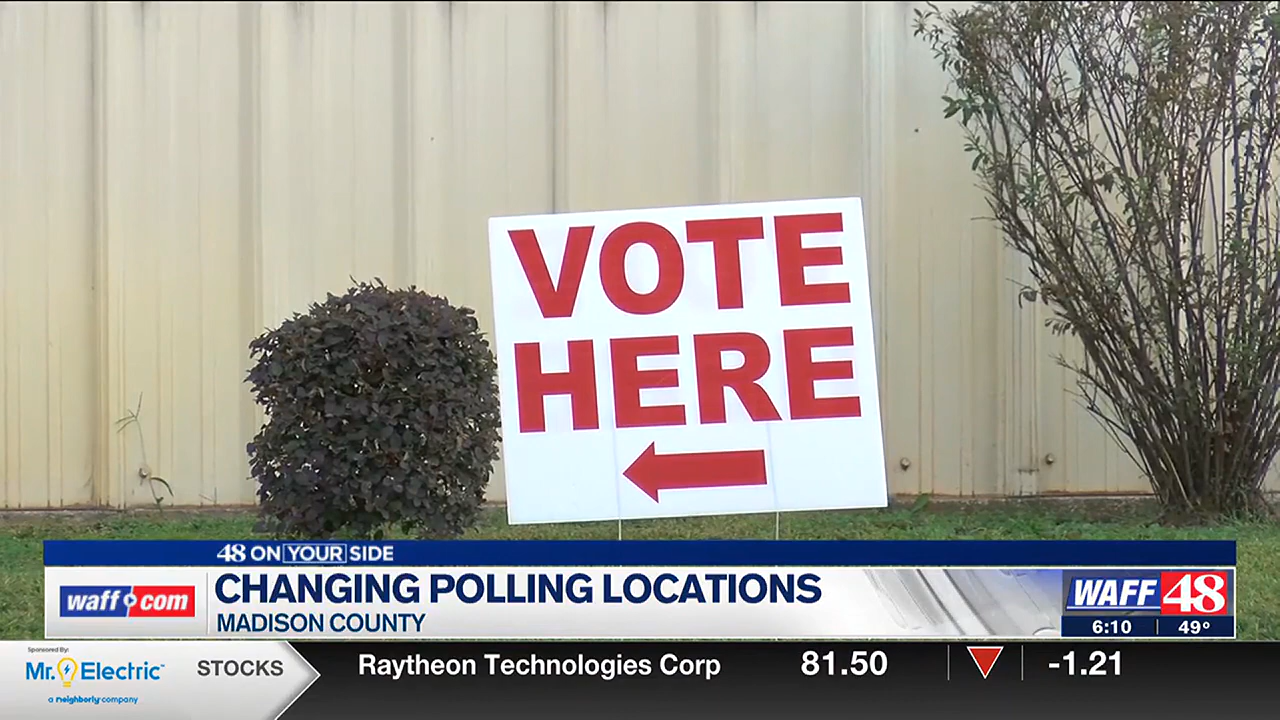 VOTE
HERE
48 ON YOUR SIDE
waff com
CHANGING POLLING LOCATIONS
MADISON COUNTY
WAFF 48
6:10 49°
Sponsored By:
Mr. Electric
a neighborly company
STOCKS
Raytheon Technologies Corp 81.50 -1.21